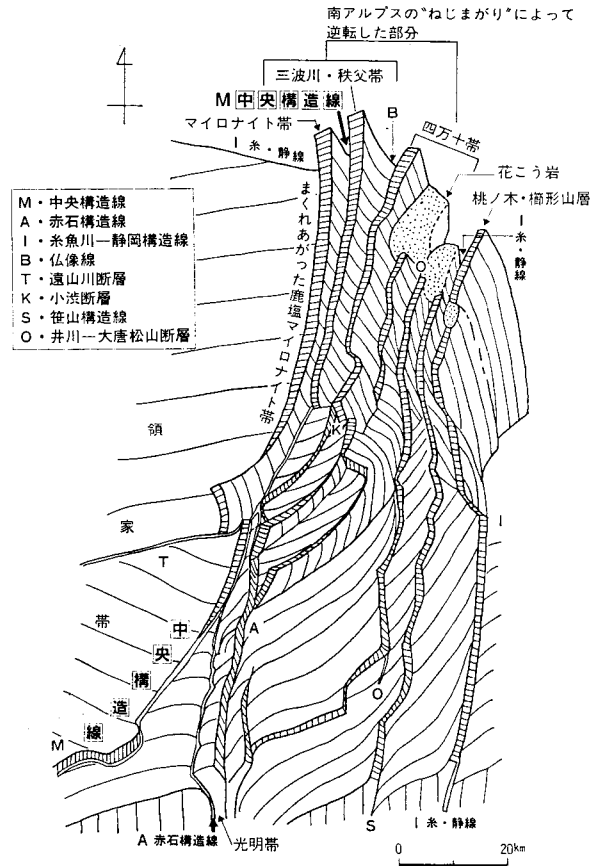 南アルプスの"ねじまがり"によって
逆転した部分
三波川・秩父帯
M 中央構造線
マイロナイト帯
I 糸・静線
B
四万十帯
花こう岩
桃ノ木・櫛形山層
I 糸・静線
M・中央構造線
A・赤石構造線
I・糸魚川―静岡構造線
B・仏像線
T・遠山川断層
K・小渋断層
S・笹山構造線
O・井川―大唐松山断層
まくれあがった鹿塩マイロナイト帯
O
K
領
家
帯
T
I
A
中央構造線
M
O
A 赤石構造線
光明帯
S
I 糸・静線
0 20km